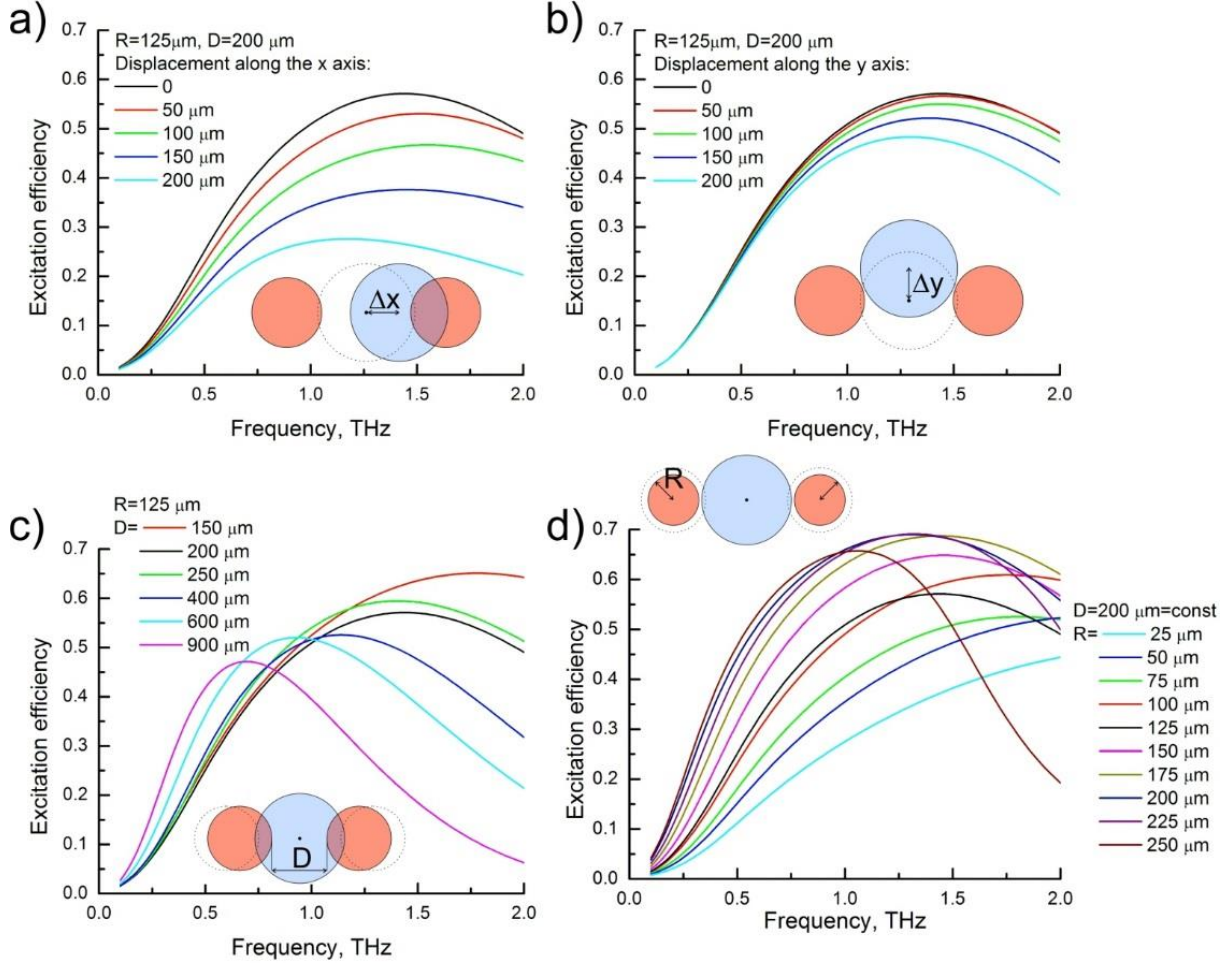 a)
R=125μm, D=200 μm
Displacement along the x axis:
0
50 μm
100 μm
150 μm
200 μm
Δx
Excitation efficiency
0.0
0.1
0.2
0.3
0.4
0.5
0.6
0.7
0.0 0.5 1.0 1.5 2.0
Frequency, THz
b)
R=125μm, D=200 μm
Displacement along the y axis:
0
50 μm
100 μm
150 μm
200 μm
Δy
Excitation efficiency
0.0
0.1
0.2
0.3
0.4
0.5
0.6
0.7
0.0 0.5 1.0 1.5 2.0
Frequency, THz
c)
R=125 μm
D= 150 μm
200 μm
250 μm
400 μm
600 μm
900 μm
D
Excitation efficiency
0.0
0.1
0.2
0.3
0.4
0.5
0.6
0.7
0.0 0.5 1.0 1.5 2.0
Frequency, THz
d)
R
D=200 μm=const
R= 25 μm
50 μm
75 μm
100 μm
125 μm
150 μm
175 μm
200 μm
225 μm
250 μm
Excitation efficiency
0.0
0.1
0.2
0.3
0.4
0.5
0.6
0.7
0.0 0.5 1.0 1.5 2.0
Frequency, THz